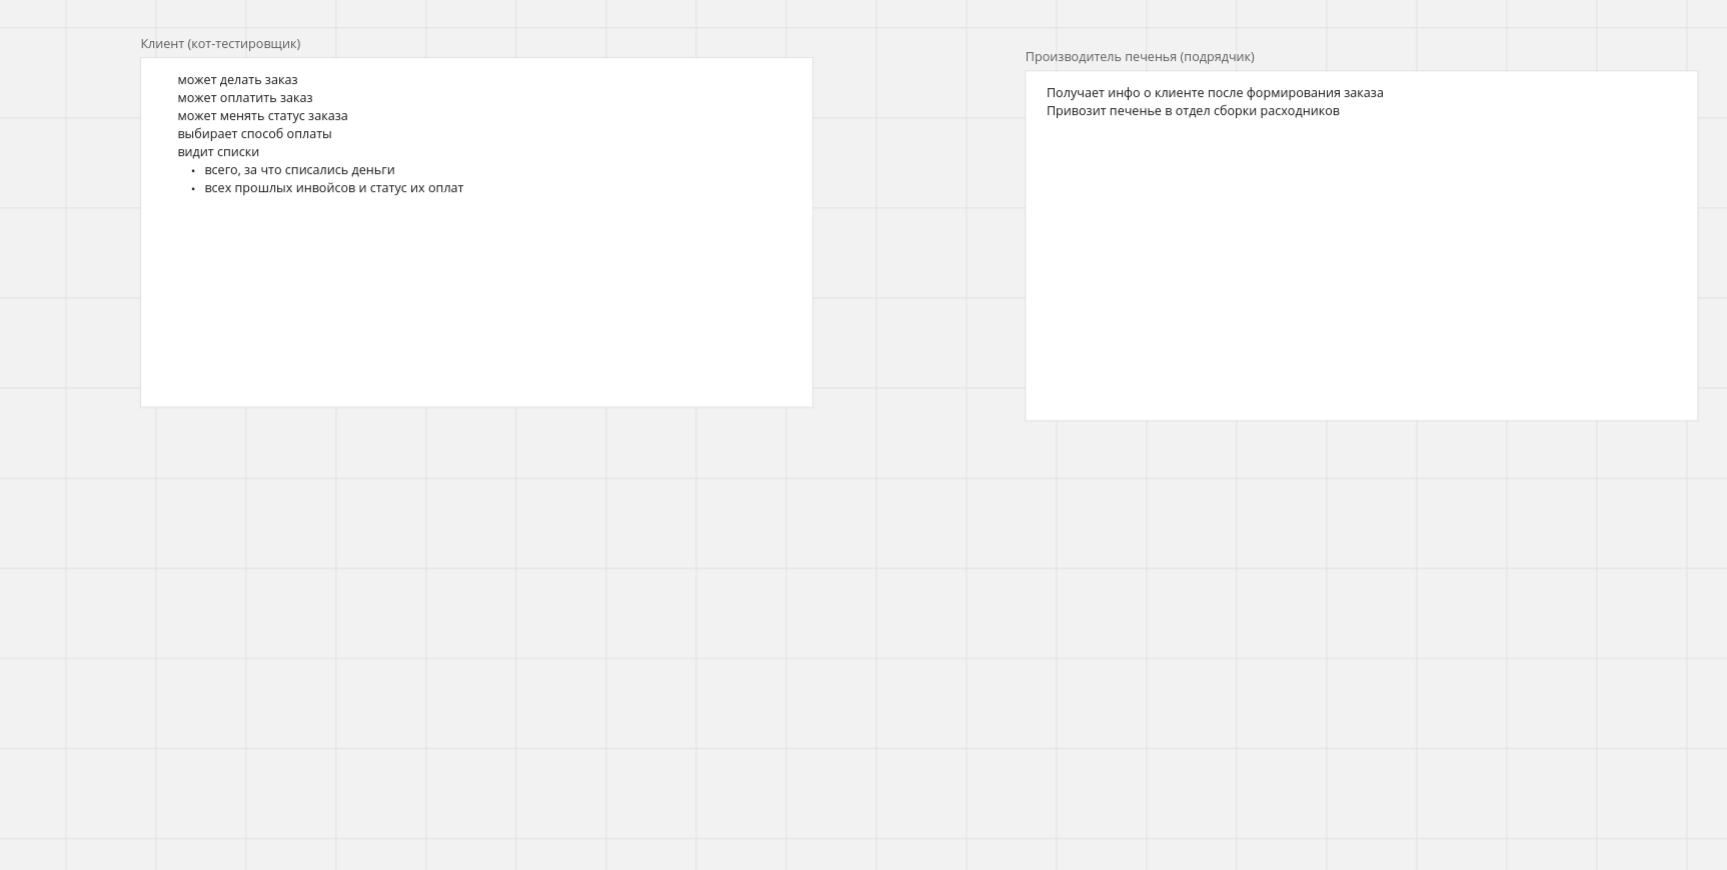 Клиент (кот-тестировщик)
может делать заказ
может оплатить заказ
может менять статус заказа
выбирает способ оплаты
видит списки
• всего, за что списались деньги
• всех прошлых инвойсов и статус их оплат
Производитель печенья (подрядчик)
Получает инфо о клиенте после формирования заказа
Привозит печенье в отдел сборки расходников